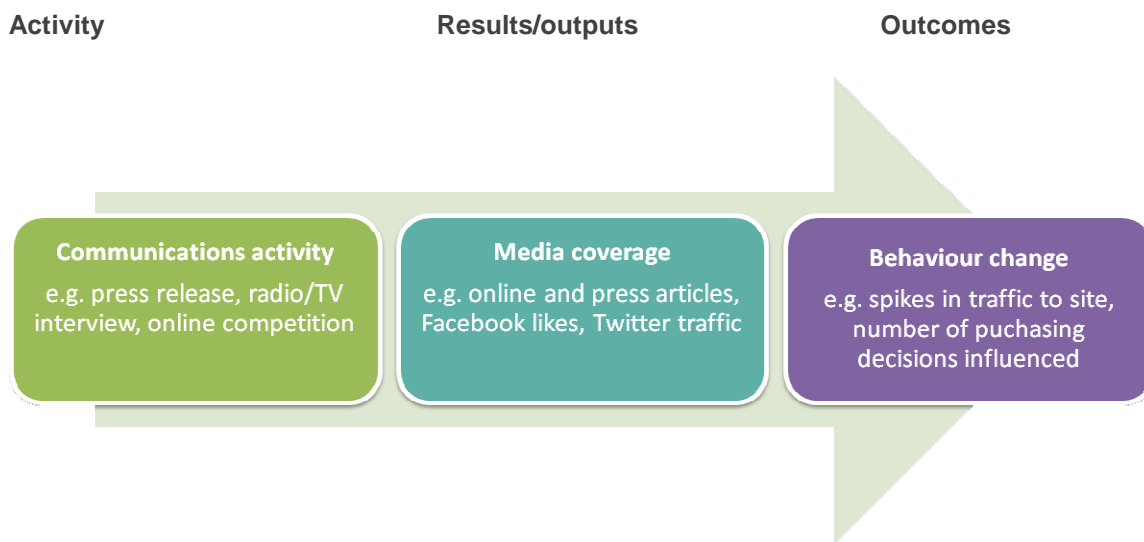 Activity
Results/outputs
Outcomes
Communications activity
e.g. press release, radio/TV
interview, online competition
Media coverage
e.g. online and press articles,
Facebook likes, Twitter traffic
Behaviour change
e.g. spikes in traffic to site,
number of puchasing
decisions influenced